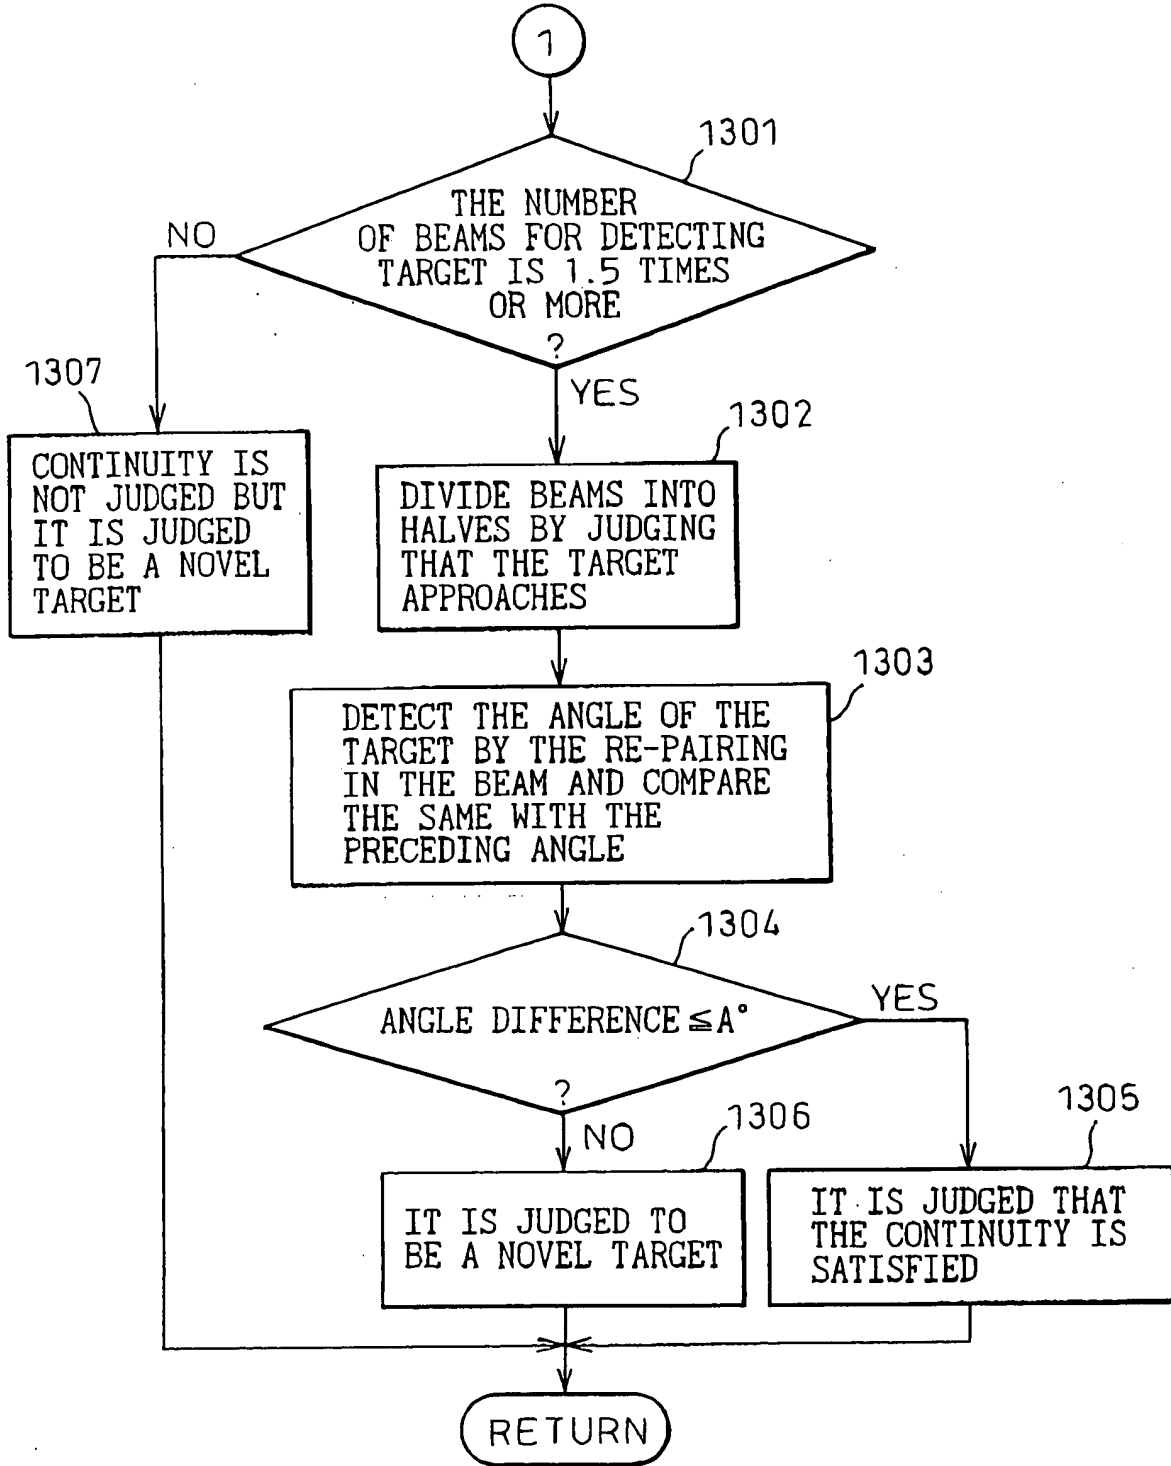 1
1301
THE NUMBER
OF BEAMS FOR DETECTING
TARGET IS 1.5 TIMES
OR MORE
?
NO
YES
1307
CONTINUITY IS
NOT JUDGED BUT
IT IS JUDGED
TO BE A NOVEL
TARGET
1302
DIVIDE BEAMS INTO
HALVES BY JUDGING
THAT THE TARGET
APPROACHES
1303
DETECT THE ANGLE OF THE
TARGET BY THE RE-PAIRING
IN THE BEAM AND COMPARE
THE SAME WITH THE
PRECEDING ANGLE
1304
ANGLE DIFFERENCE ≦ A°
?
YES
NO
1306
IT IS JUDGED TO
BE A NOVEL TARGET
1305
IT IS JUDGED THAT
THE CONTINUITY IS
SATISFIED
RETURN